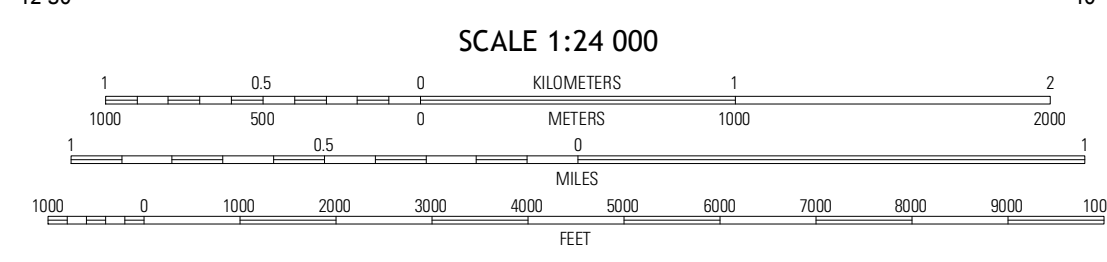 SCALE 1:24 000
1 0.5 0 KILOMETERS 1 2
1000 500 0 METERS 1000 2000
1 0.5 0 1
MILES
1000 0 1000 2000 3000 4000 5000 6000 7000 8000 9000 100
FEET